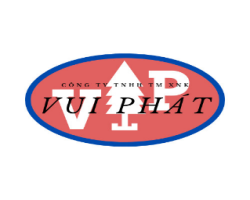 V P
CÔNG TY TNHH TM XNK
VUI PHÁT